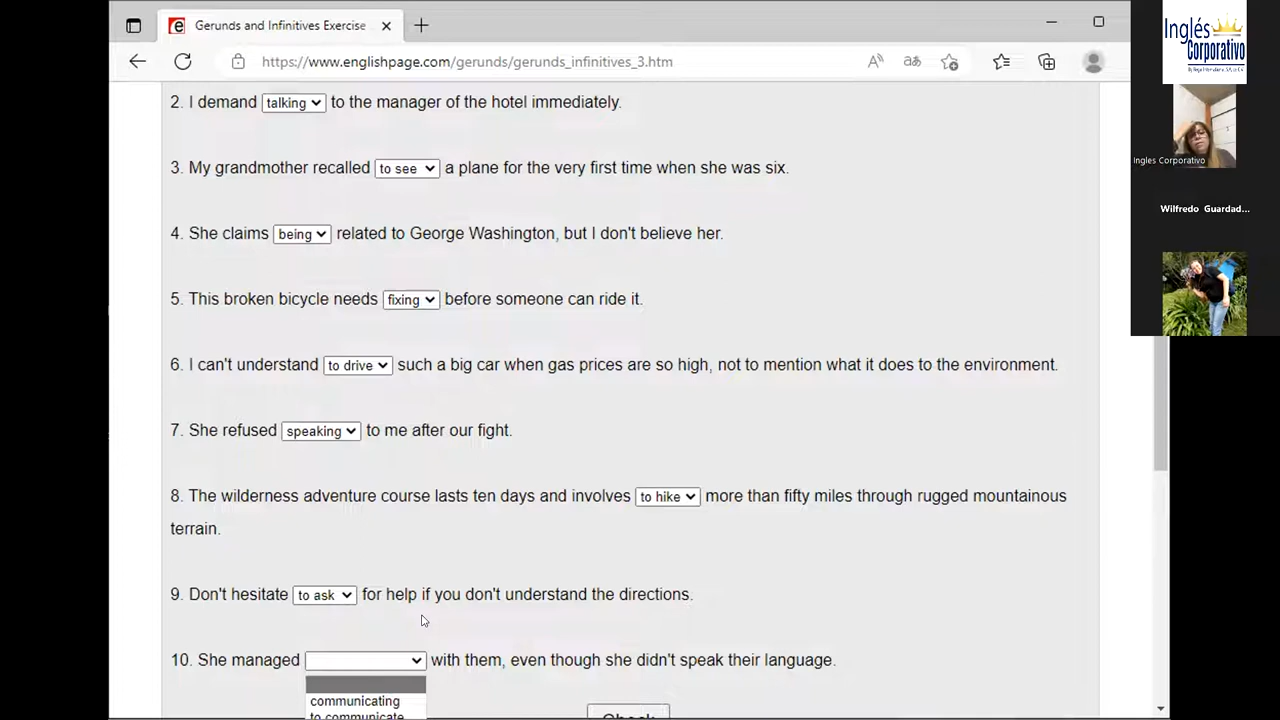 Gerunds and Infinitives Exercise
https://www.englishpage.com/gerunds/gerunds_infinitives_3.htm
2. I demand talking to the manager of the hotel immediately.
3. My grandmother recalled to see a plane for the very first time when she was six.
4. She claims being related to George Washington, but I don't believe her.
5. This broken bicycle needs fixing before someone can ride it.
6. I can't understand to drive such a big car when gas prices are so high, not to mention what it does to the environment.
7. She refused speaking to me after our fight.
8. The wilderness adventure course lasts ten days and involves to hike more than fifty miles through rugged mountainous
terrain.
9. Don't hesitate to ask for help if you don't understand the directions.
10. She managed with them, even though she didn't speak their language.
communicating
to communicate
Check
Inglés
Corporativo
Ingles Corporativo
Wilfredo Guardad...